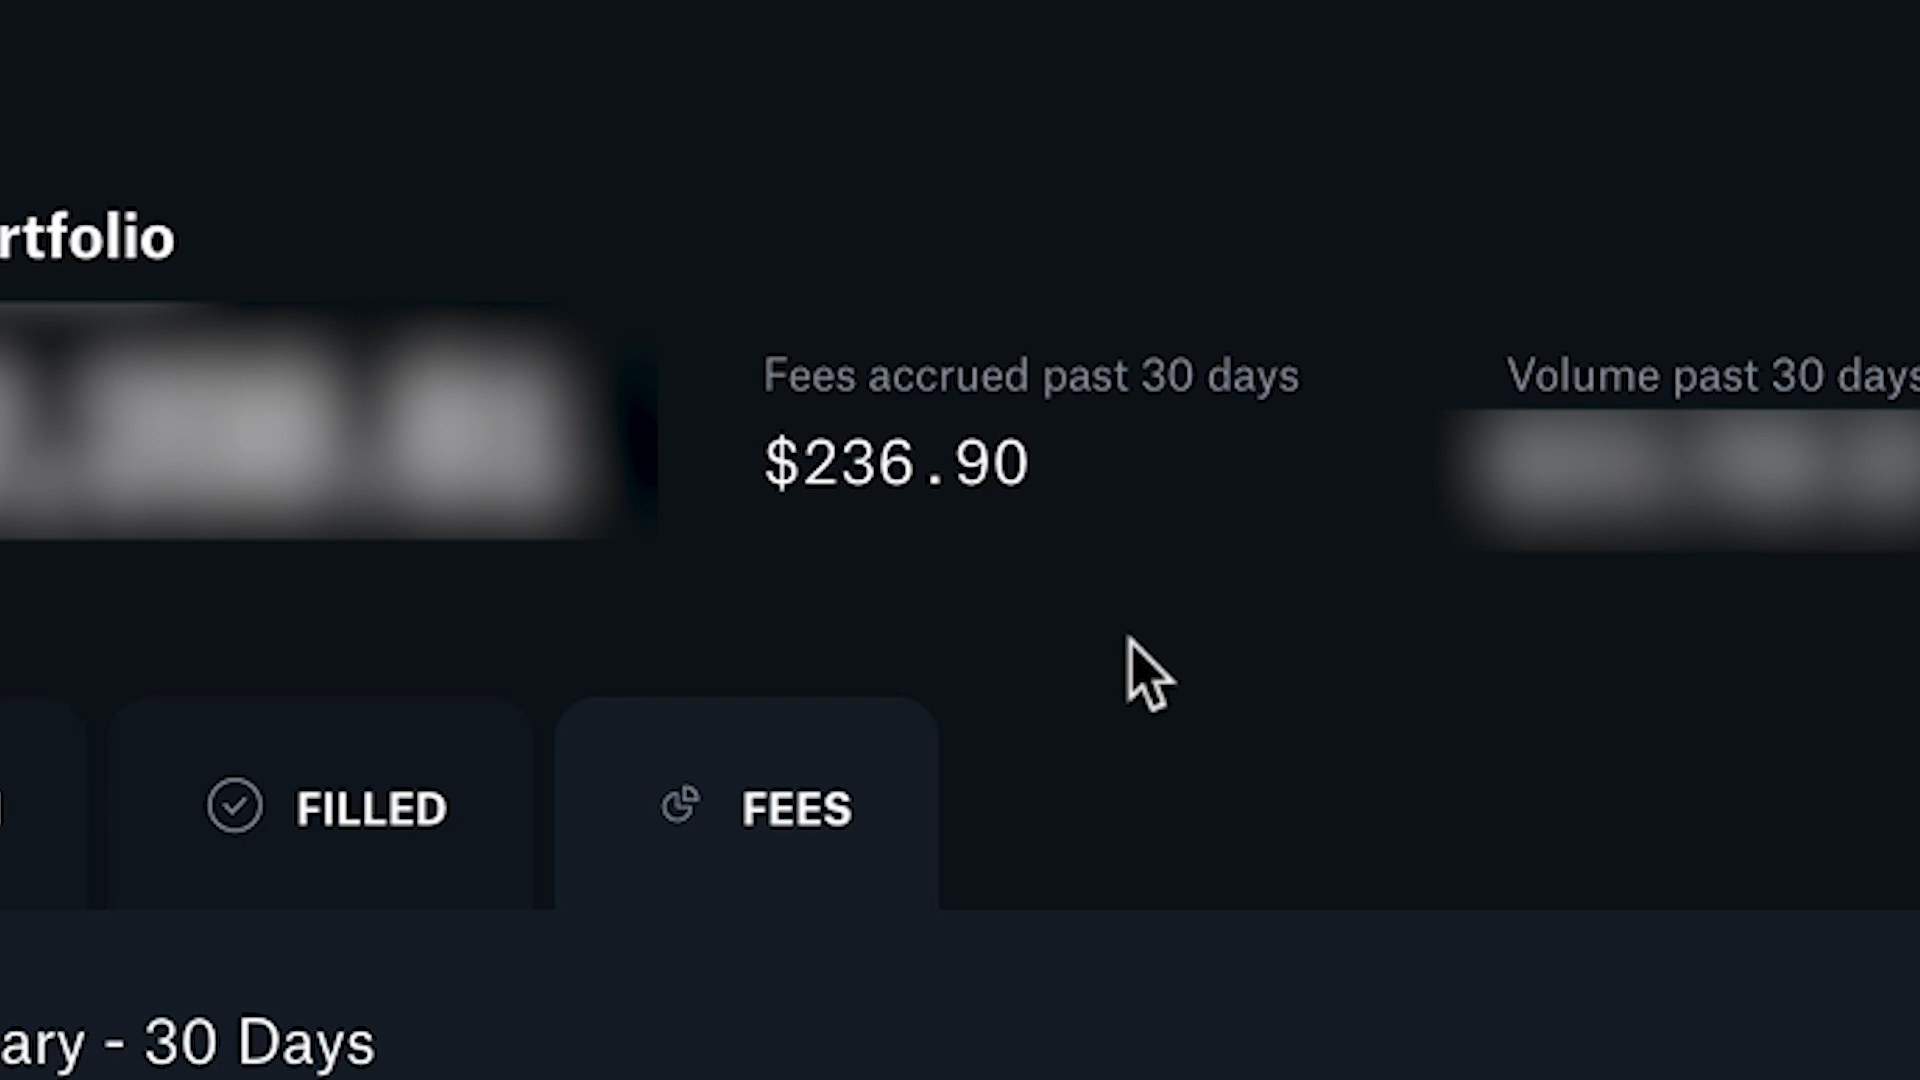 rtfolio
Fees accrued past 30 days
Volume past 30 days
$236.90
FILLED
FEES
ary - 30 Days